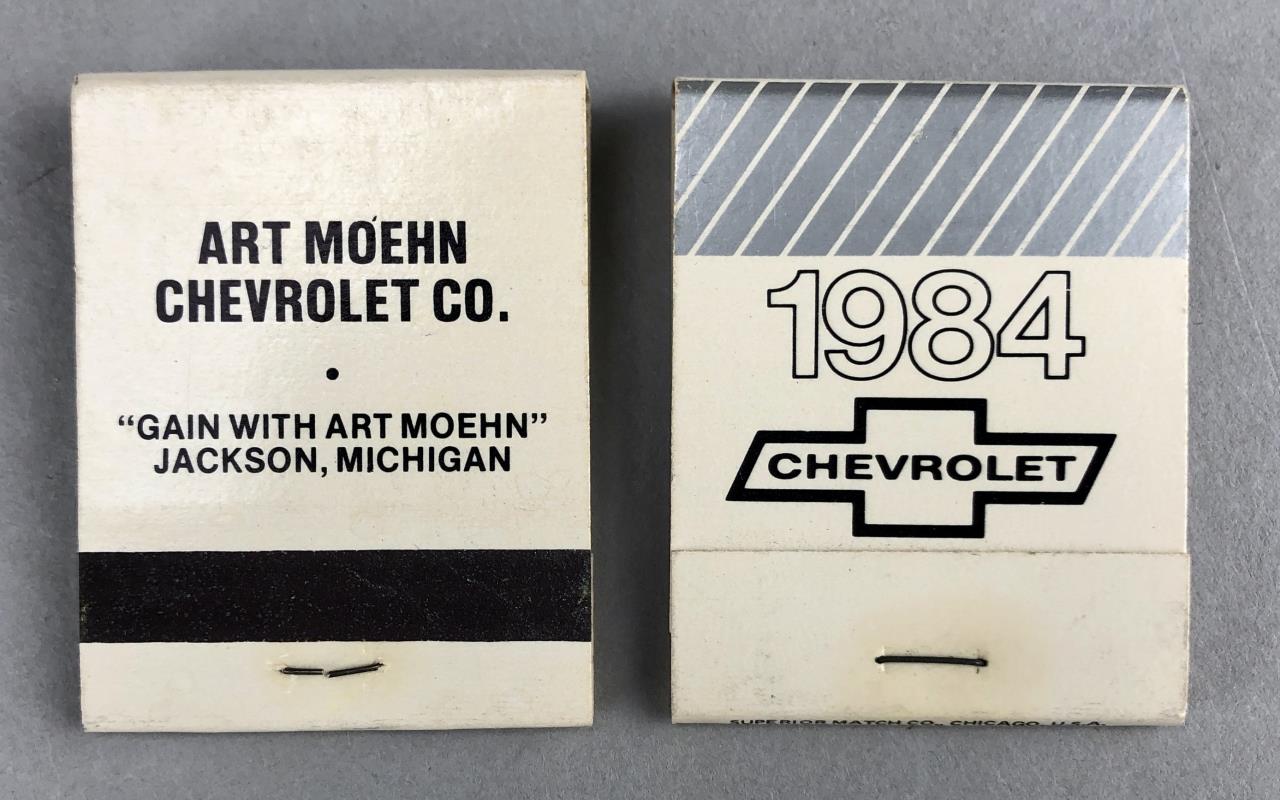 ART MOEHN
CHEVROLET CO.
•
“GAIN WITH ART MOEHN”
JACKSON, MICHIGAN
1984
CHEVROLET
SUPERIOR MATCH CO., CHICAGO, U.S.A.